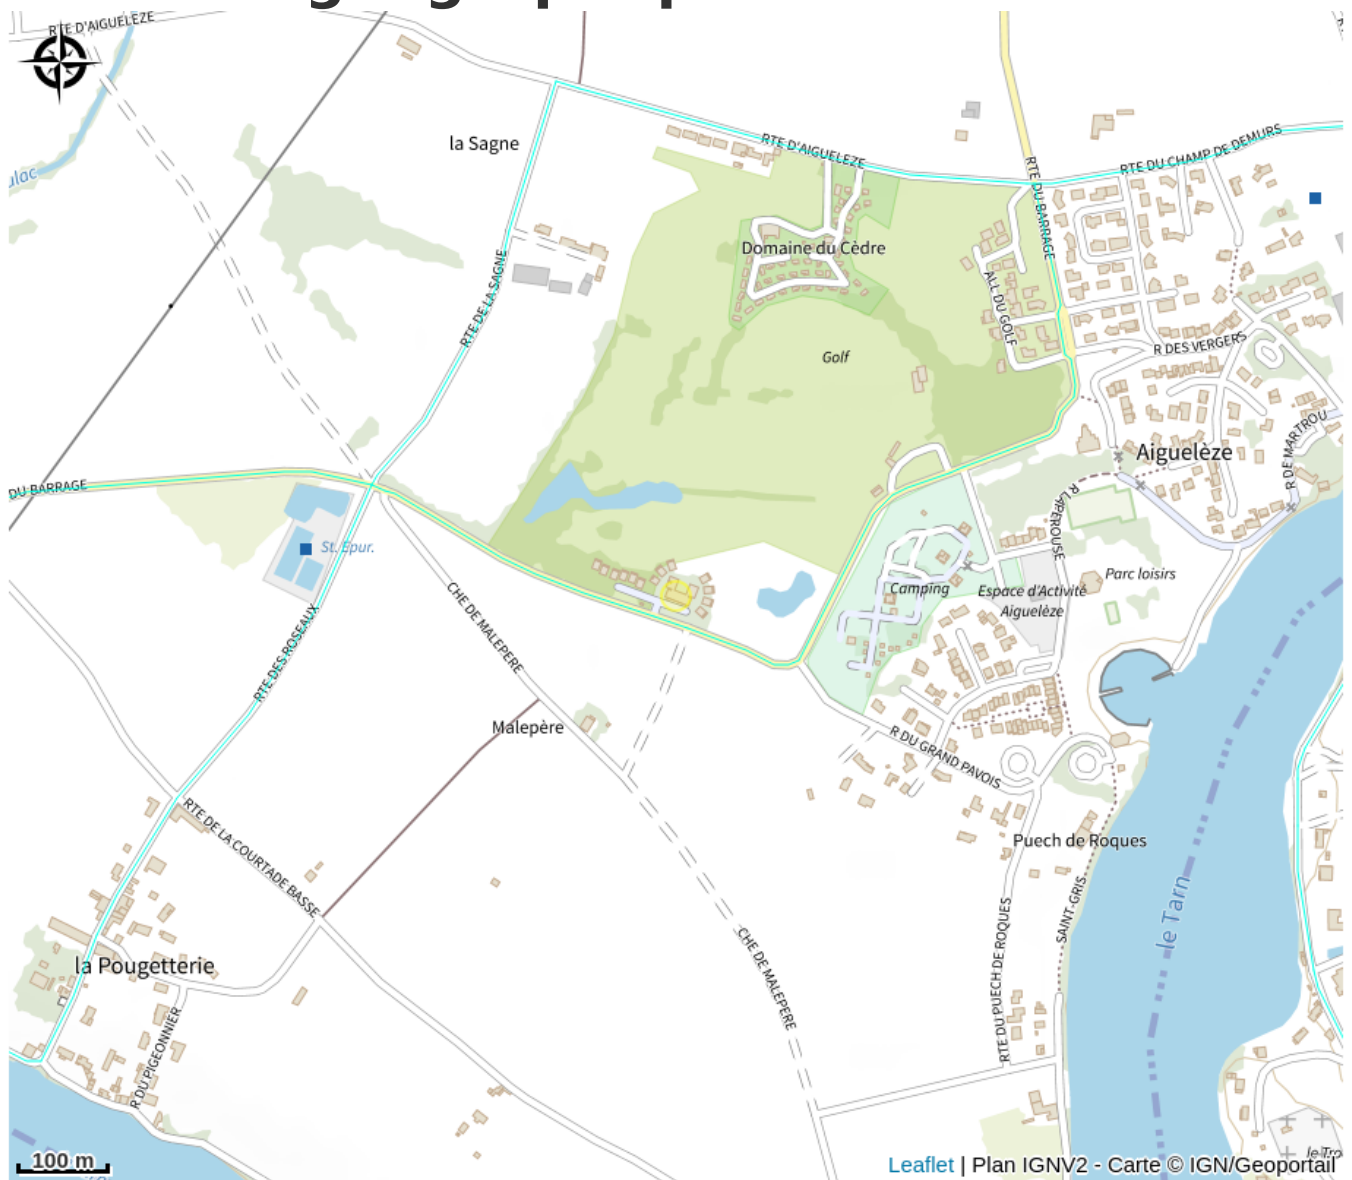 RTE D'AIGUELEZE
la Sagne
RTE D'AIGUELEZE
RTE DU CHAMP DE DEMURS
RTE DU BARRAGE
Domaine du Cèdre
RTE DE LA SAGNE
ALL DU GOLF
R DES VERGERS
Golf
R DE MARTROU
Aiguelèze
DU BARRAGE
R LAPEROUSE
St. Epur.
CHE DE MALEPERE
Camping
Parc loisirs
Espace d'Activité
Aiguelèze
RTE DES ROSEAUX
Malepère
R DU GRAND PAVOIS
RTE DE LA COURTADE BASSE
Puech de Roques
SAINT-GRIS
le Tarn
RTE DU PUECH DE ROQUES
CHE DE MALEPERE
la Pougetterie
R DU PIGEONNIER
100 m
Leaflet | Plan IGNV2 - Carte © IGN/Geoportail